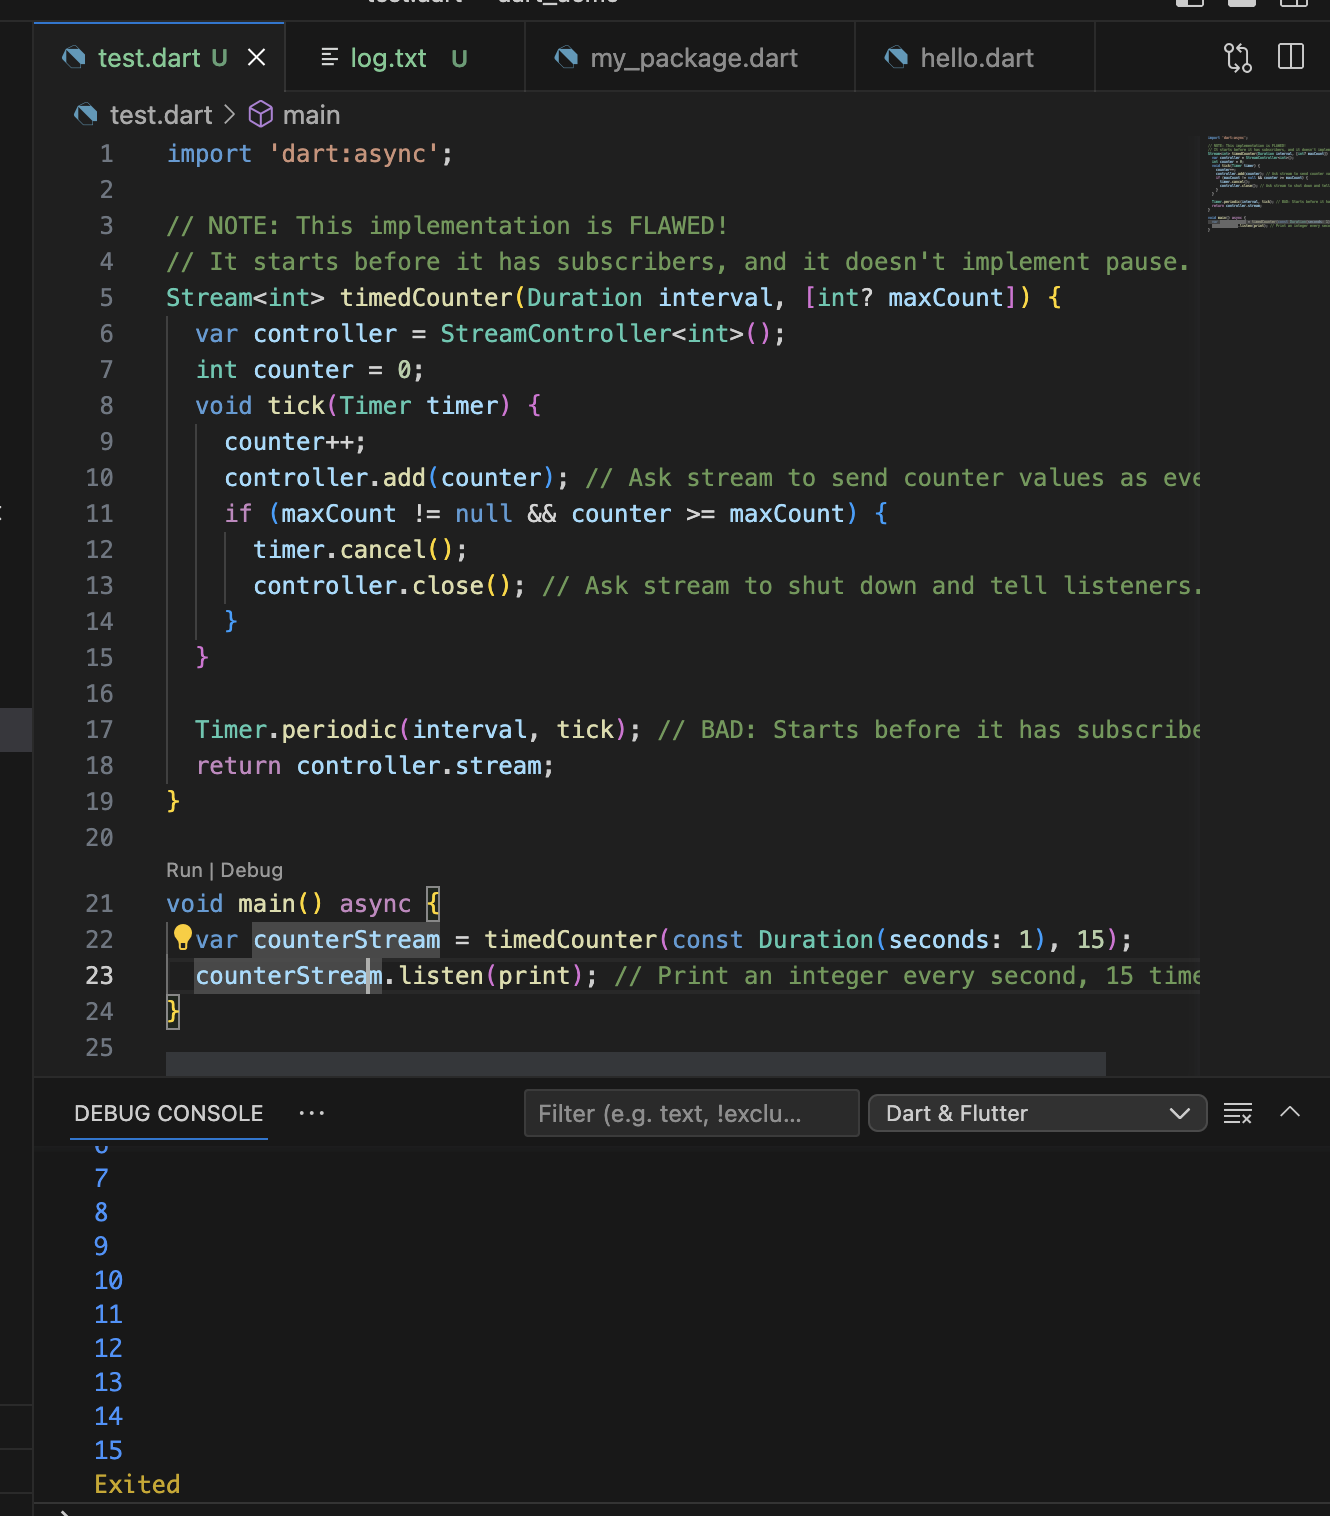 test.dart U
log.txt U
my_package.dart
hello.dart
test.dart > main
1 import 'dart:async';
2
3 // NOTE: This implementation is FLAWED!
4 // It starts before it has subscribers, and it doesn't implement pause.
5 Stream<int> timedCounter(Duration interval, [int? maxCount]) {
6 var controller = StreamController<int>();
7 int counter = 0;
8 void tick(Timer timer) {
9 counter++;
10 controller.add(counter); // Ask stream to send counter values as eve
11 if (maxCount != null && counter >= maxCount) {
12 timer.cancel();
13 controller.close(); // Ask stream to shut down and tell listeners.
14 }
15 }
16
17 Timer.periodic(interval, tick); // BAD: Starts before it has subscribe
18 return controller.stream;
19 }
20
Run | Debug
21 void main() async {
22 var counterStream = timedCounter(const Duration(seconds: 1), 15);
23 counterStream.listen(print); // Print an integer every second, 15 time
24 }
25
DEBUG CONSOLE ...
Filter (e.g. text, !exclu...
Dart & Flutter
7
8
9
10
11
12
13
14
15
Exited